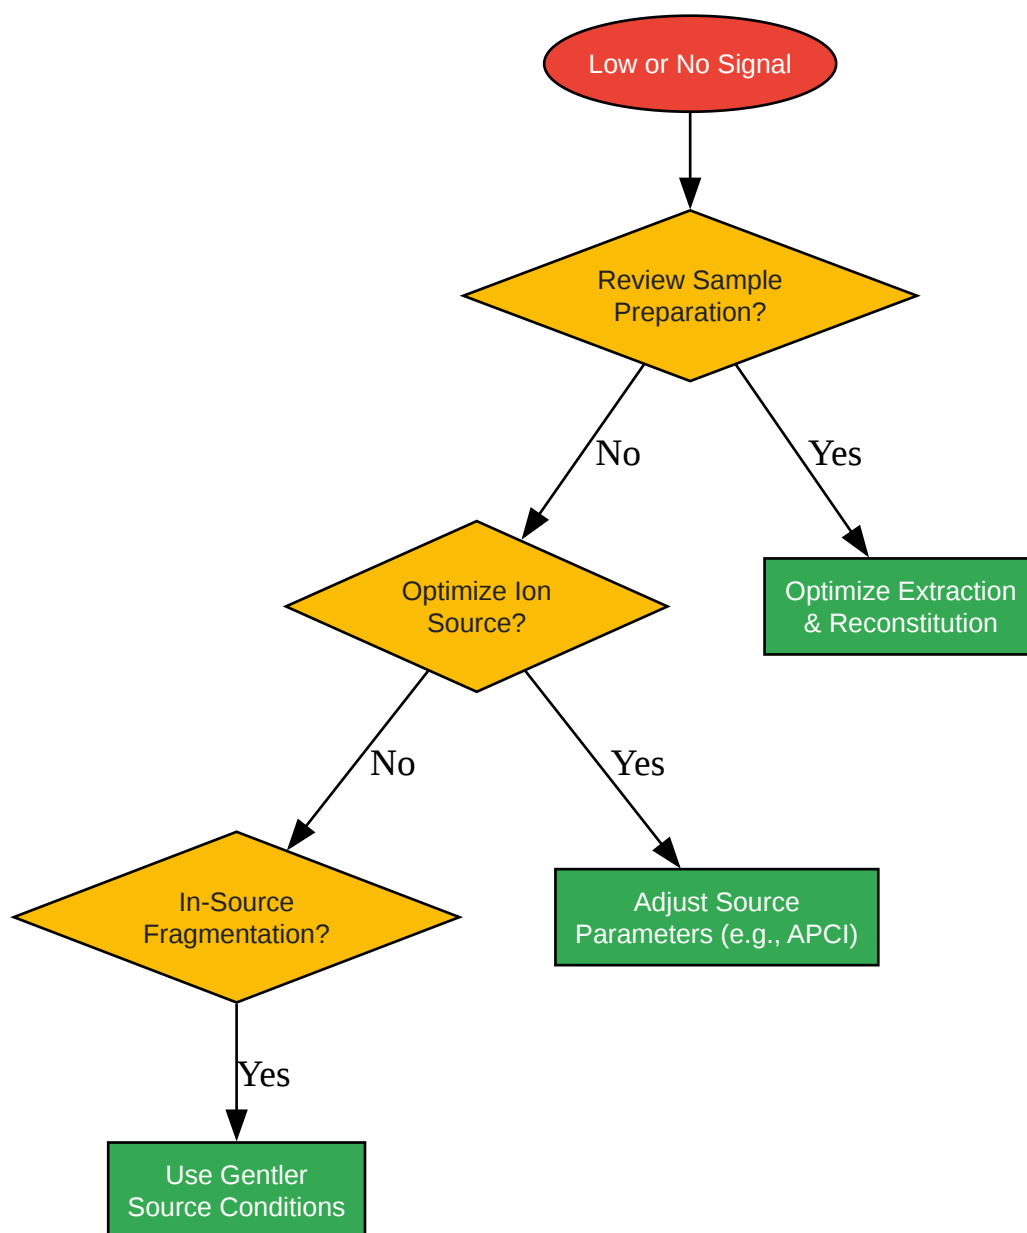 Low or No Signal
Review Sample
Preparation?
No
Yes
Optimize Ion
Source?
Optimize Extraction
& Reconstitution
No
Yes
In-Source
Fragmentation?
Adjust Source
Parameters (e.g., APCI)
Yes
Use Gentler
Source Conditions